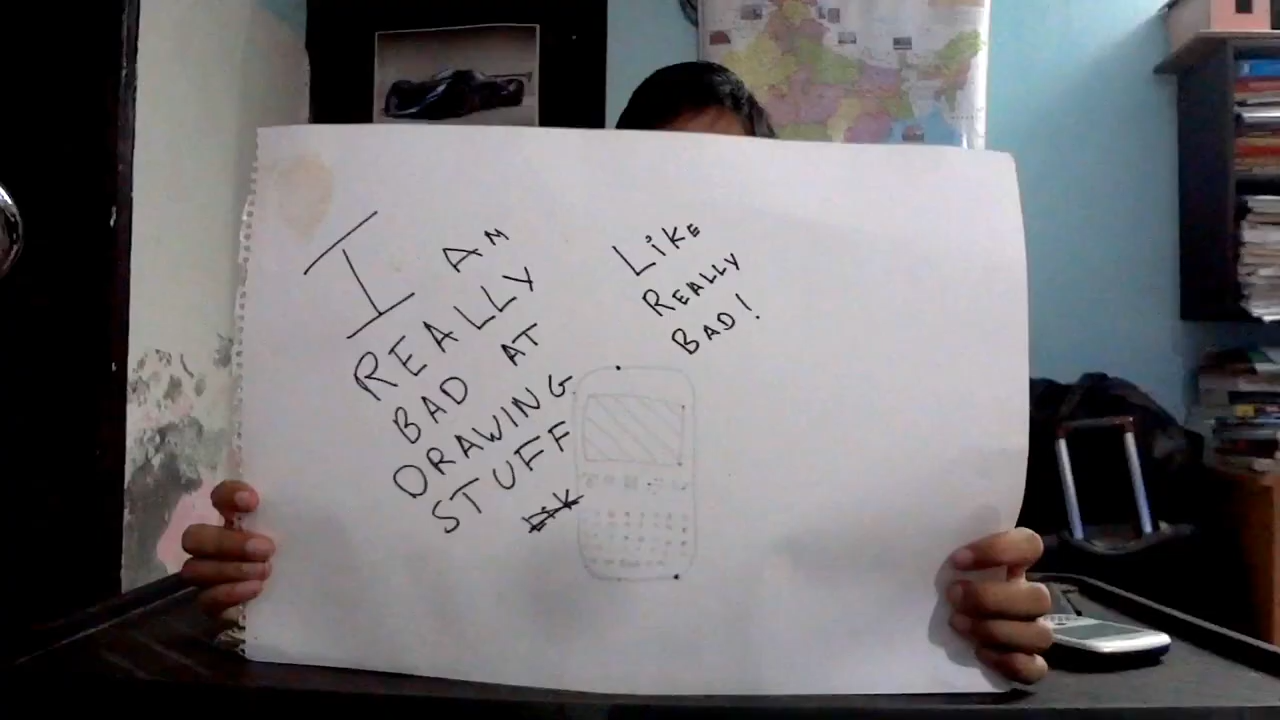 I AM
REALLY
BAD AT
DRAWING
STUFF
LiKE
REALLY
BAD!